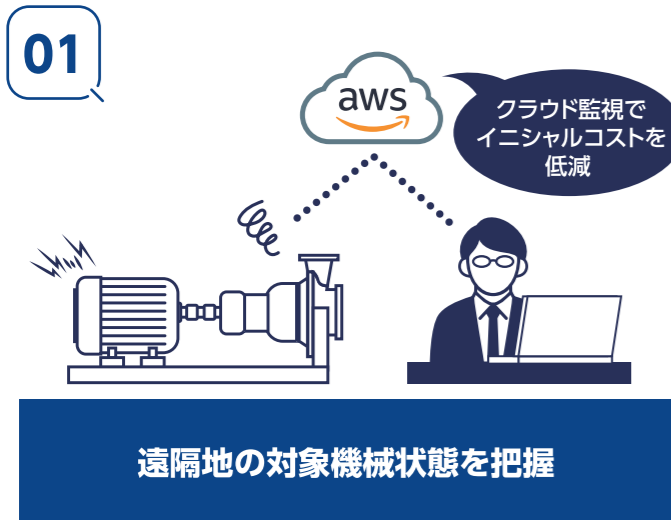 01
aws
クラウド監視で
イニシャルコストを
低減
遠隔地の対象機械状態を把握